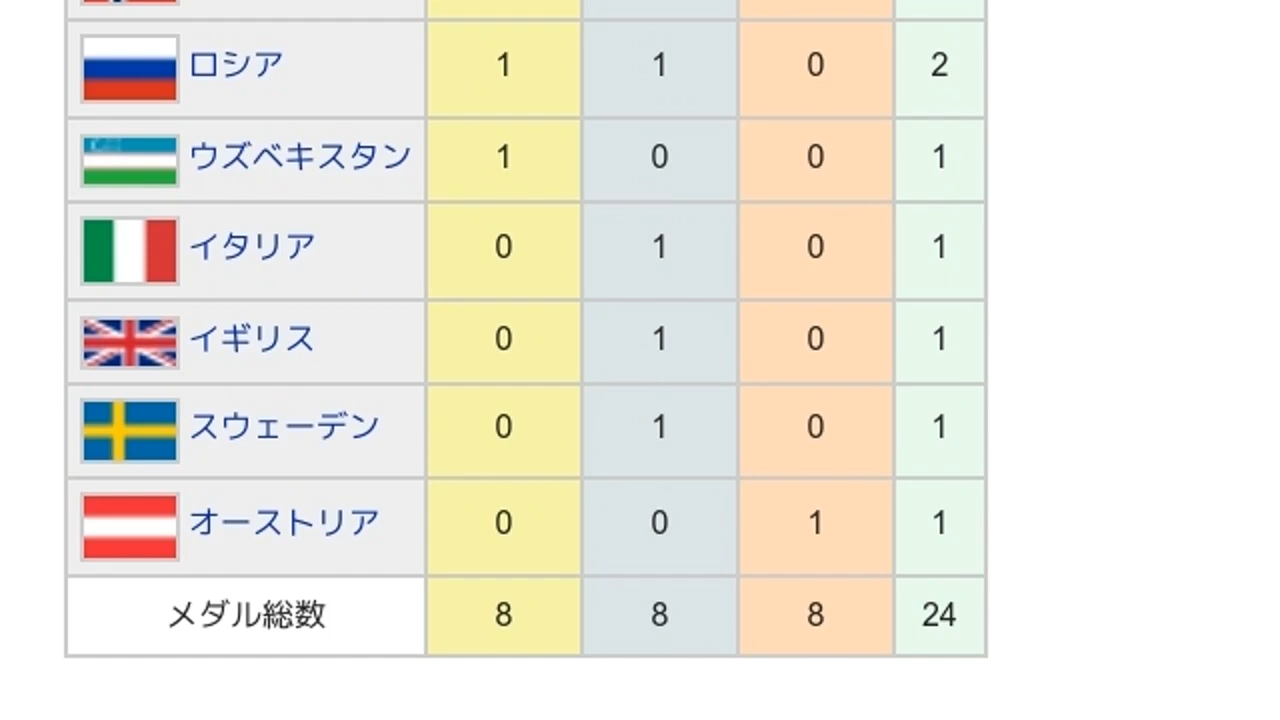 ロシア 1 1 0 2
ウズベキスタン 1 0 0 1
イタリア 0 1 0 1
イギリス 0 1 0 1
スウェーデン 0 1 0 1
オーストリア 0 0 1 1
メダル総数 8 8 8 24